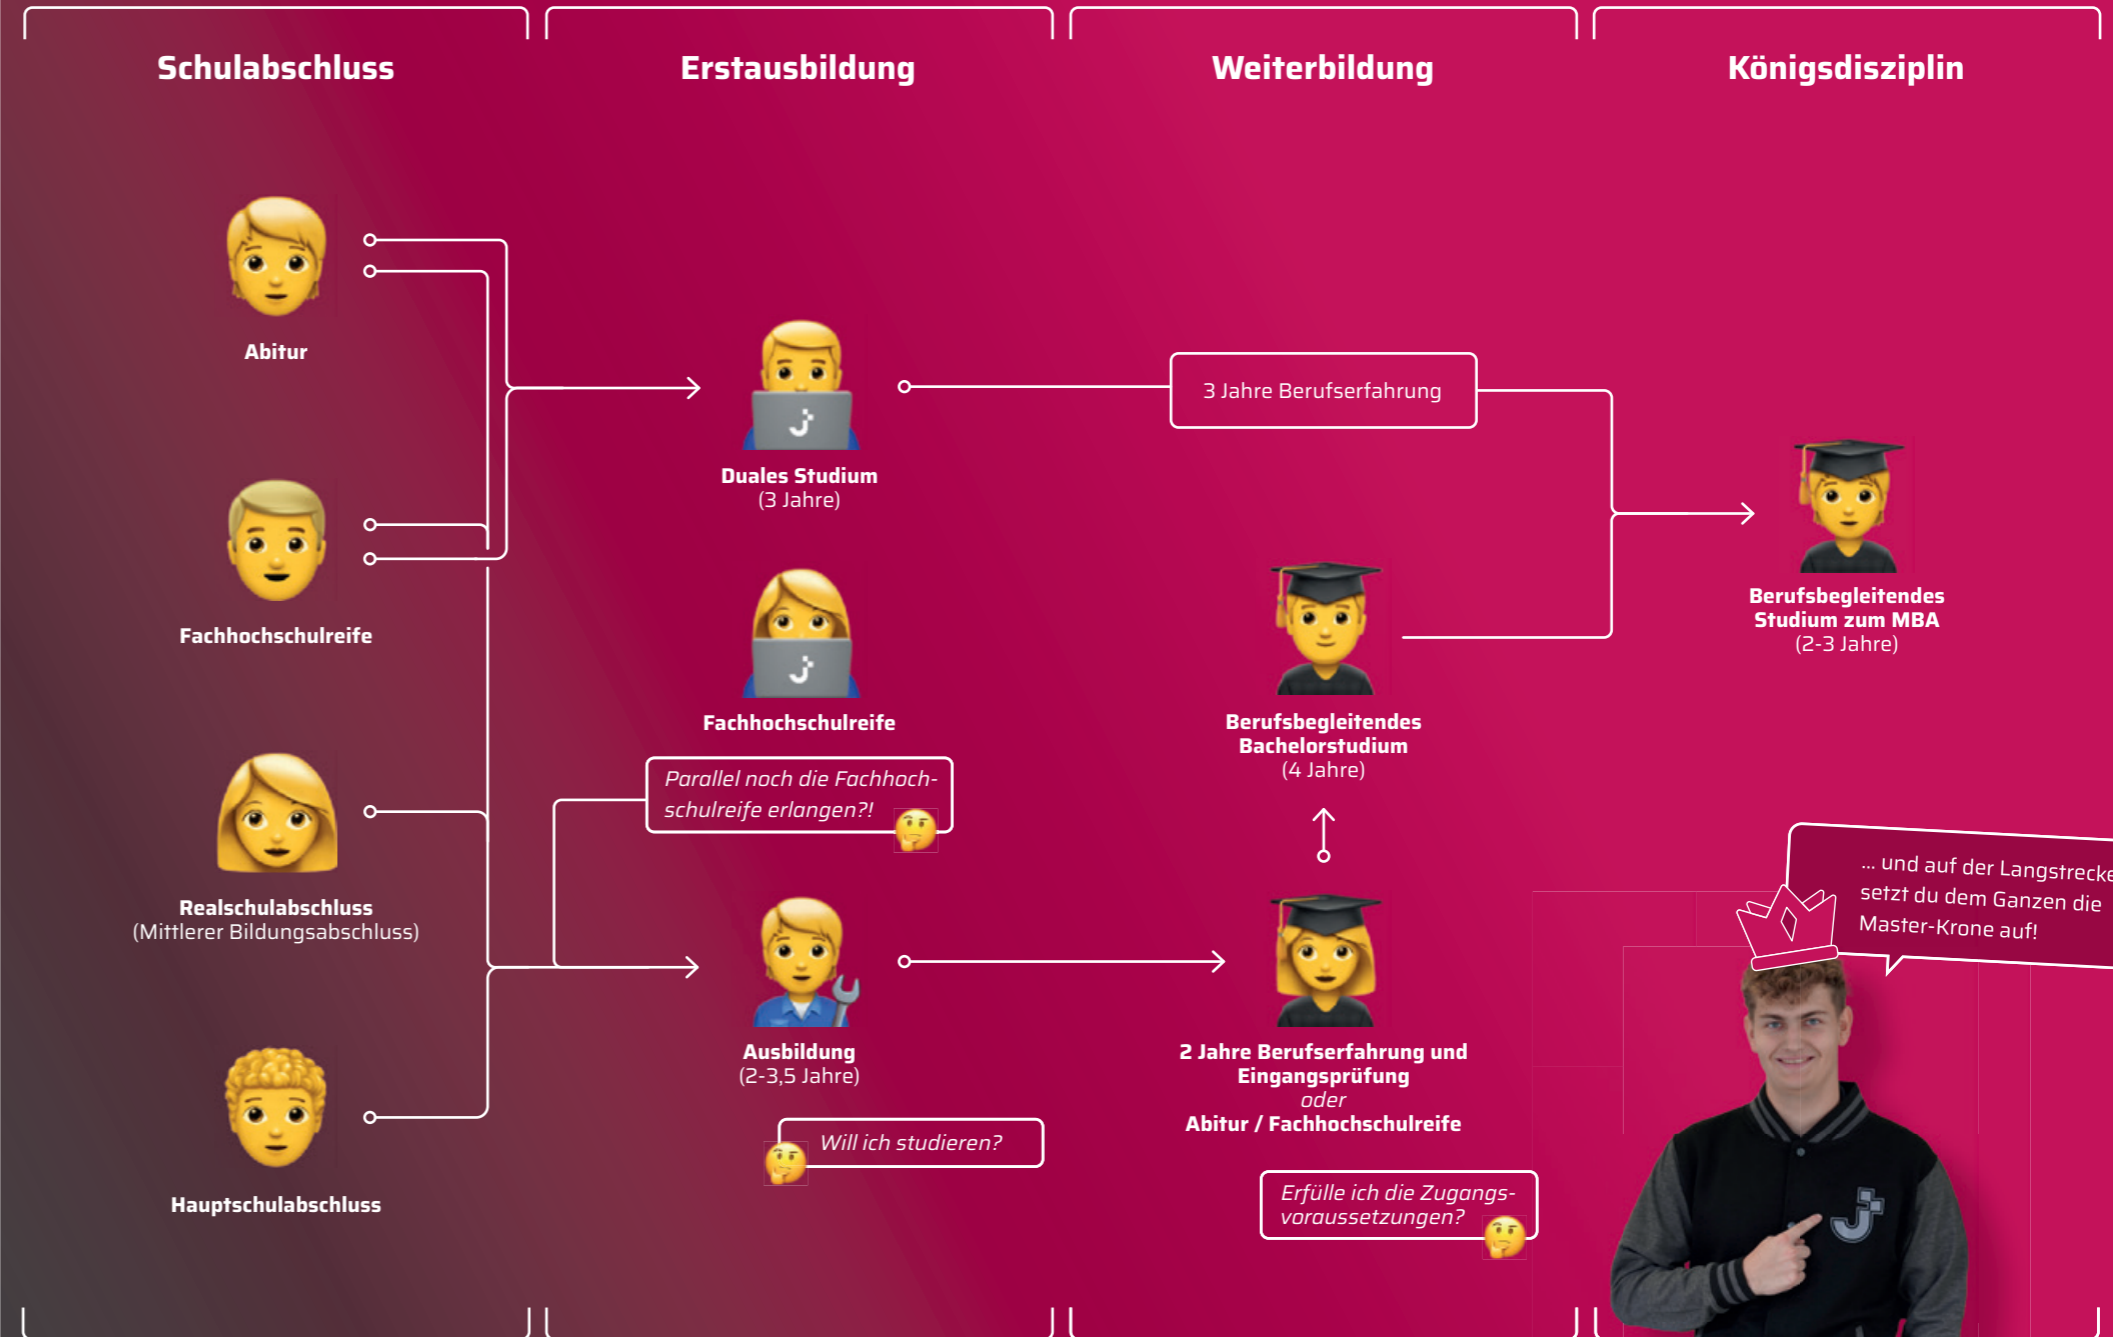 Schulabschluss
Erstausbildung
Weiterbildung
Königsdisziplin
Abitur
Fachhochschulreife
Realschulabschluss
(Mittlerer Bildungsabschluss)
Hauptschulabschluss
Duales Studium
(3 Jahre)
Fachhochschulreife
Parallel noch die Fachhoch-
schulreife erlangen?!
Ausbildung
(2-3,5 Jahre)
Will ich studieren?
3 Jahre Berufserfahrung
Berufsbegleitendes
Bachelorstudium
(4 Jahre)
2 Jahre Berufserfahrung und
Eingangsprüfung
oder
Abitur / Fachhochschulreife
Erfülle ich die Zugangs-
voraussetzungen?
Berufsbegleitendes
Studium zum MBA
(2-3 Jahre)
... und auf der Langstrecke
setzt du dem Ganzen die
Master-Krone auf!